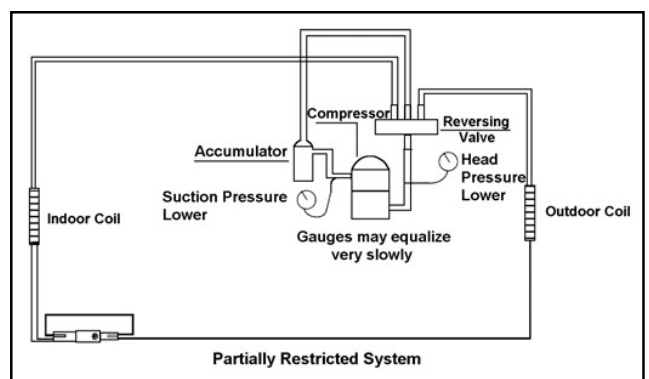 Compressor
Reversing
Valve
Accumulator
Head
Pressure
Lower
Suction Pressure
Lower
Indoor Coil
Outdoor Coil
Gauges may equalize
very slowly
Partially Restricted System